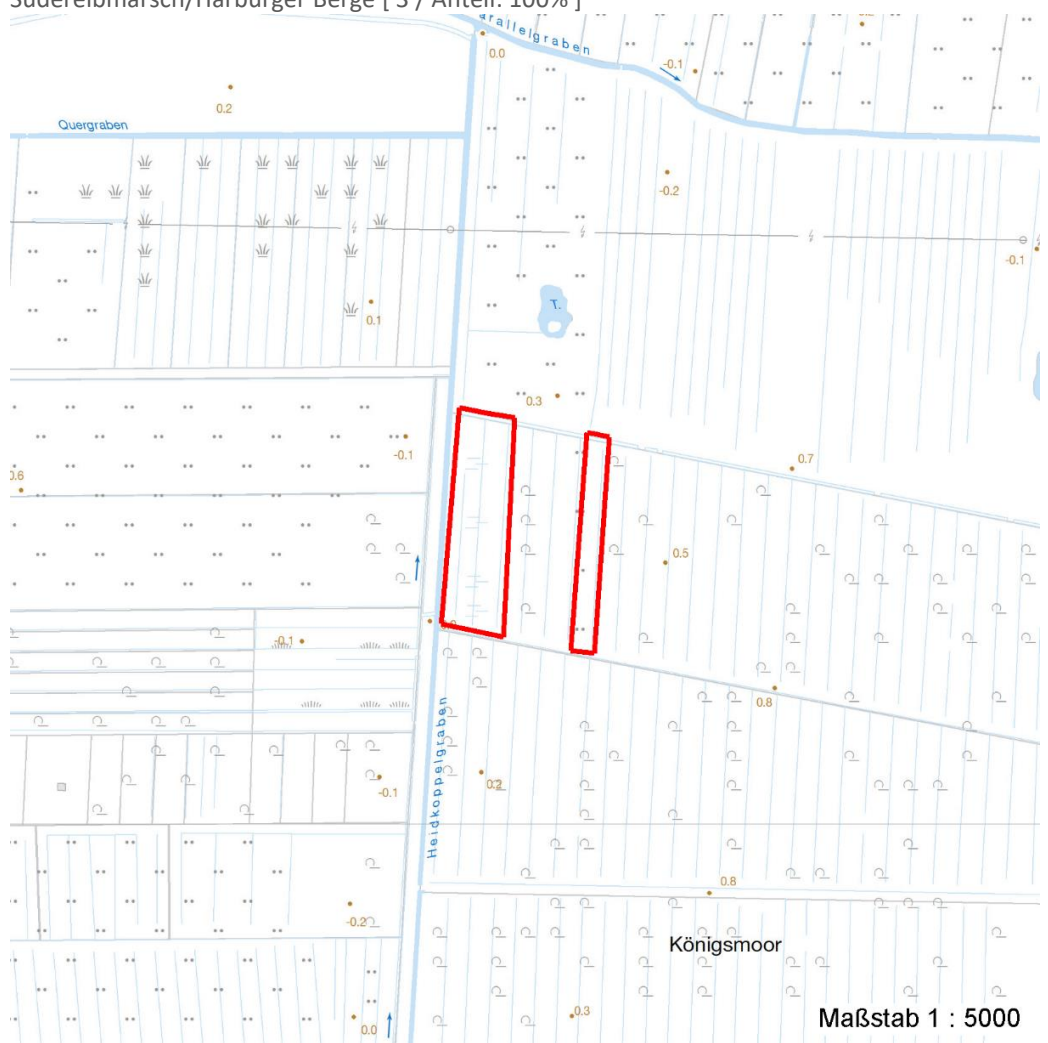 Süderelbmarsch/Harburger Berge [ 3 / Anteil: 100% ]
arallelgraben
0.0
-0.1
0.2
Quergraben
-0.2
-0.1
T.
0.1
0.3
-0.1
0.7
0.6
0.5
-0.1
0.8
Heidkoppelgraben
0.2
-0.1
0.8
-0.2
Königsmoor
0.3
0.0
Maßstab 1 : 5000